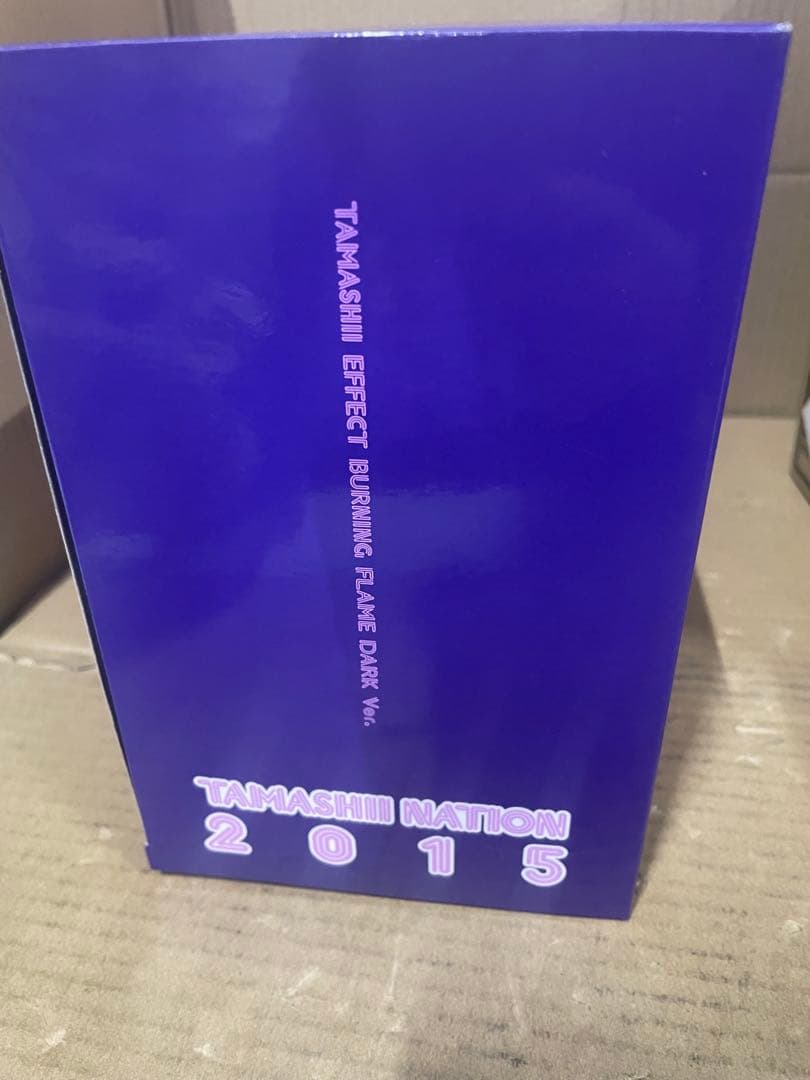 TAMASHII EFFECT BURNING FLAME DARK Ver.
TAMASHII NATION
2015